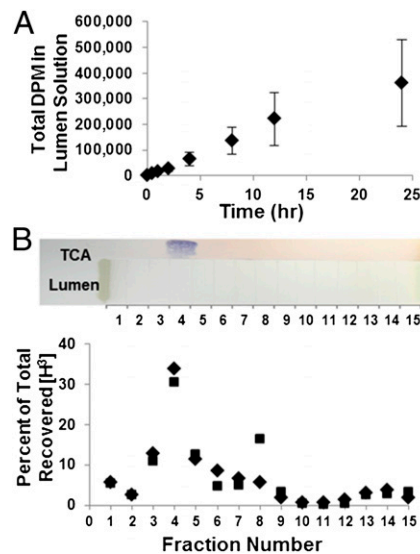 A
Total DPM in
Lumen Solution
600,000
500,000
400,000
300,000
200,000
100,000
0
0 5 10 15 20 25
Time (hr)
B
TCA
Lumen
1 2 3 4 5 6 7 8 9 10 11 12 13 14 15
Percent of Total
Recovered [H³]
40
30
20
10
0
0 1 2 3 4 5 6 7 8 9 10 11 12 13 14 15
Fraction Number